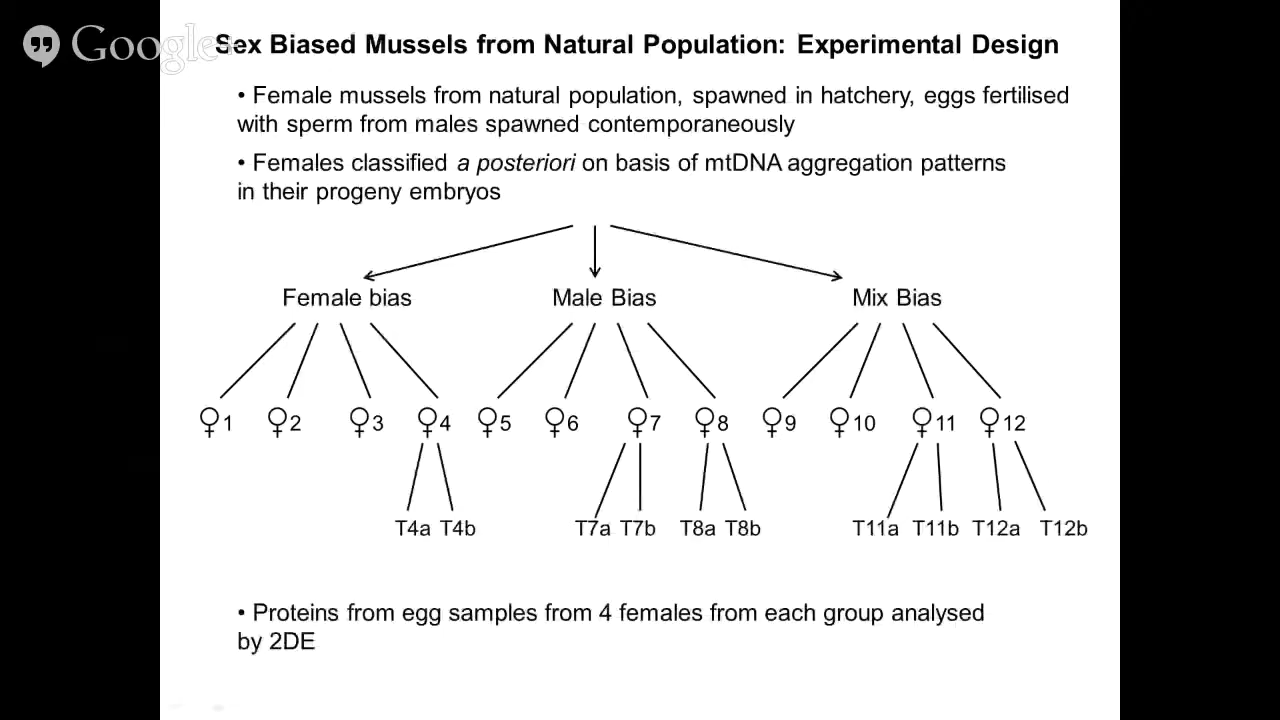 Google+
Sex Biased Mussels from Natural Population: Experimental Design
• Female mussels from natural population, spawned in hatchery, eggs fertilised
with sperm from males spawned contemporaneously
• Females classified a posteriori on basis of mtDNA aggregation patterns
in their progeny embryos
Female bias Male Bias Mix Bias
♀1 ♀2 ♀3 ♀4 ♀5 ♀6 ♀7 ♀8 ♀9 ♀10 ♀11 ♀12
T4a T4b T7a T7b T8a T8b T11a T11b T12a T12b
• Proteins from egg samples from 4 females from each group analysed
by 2DE